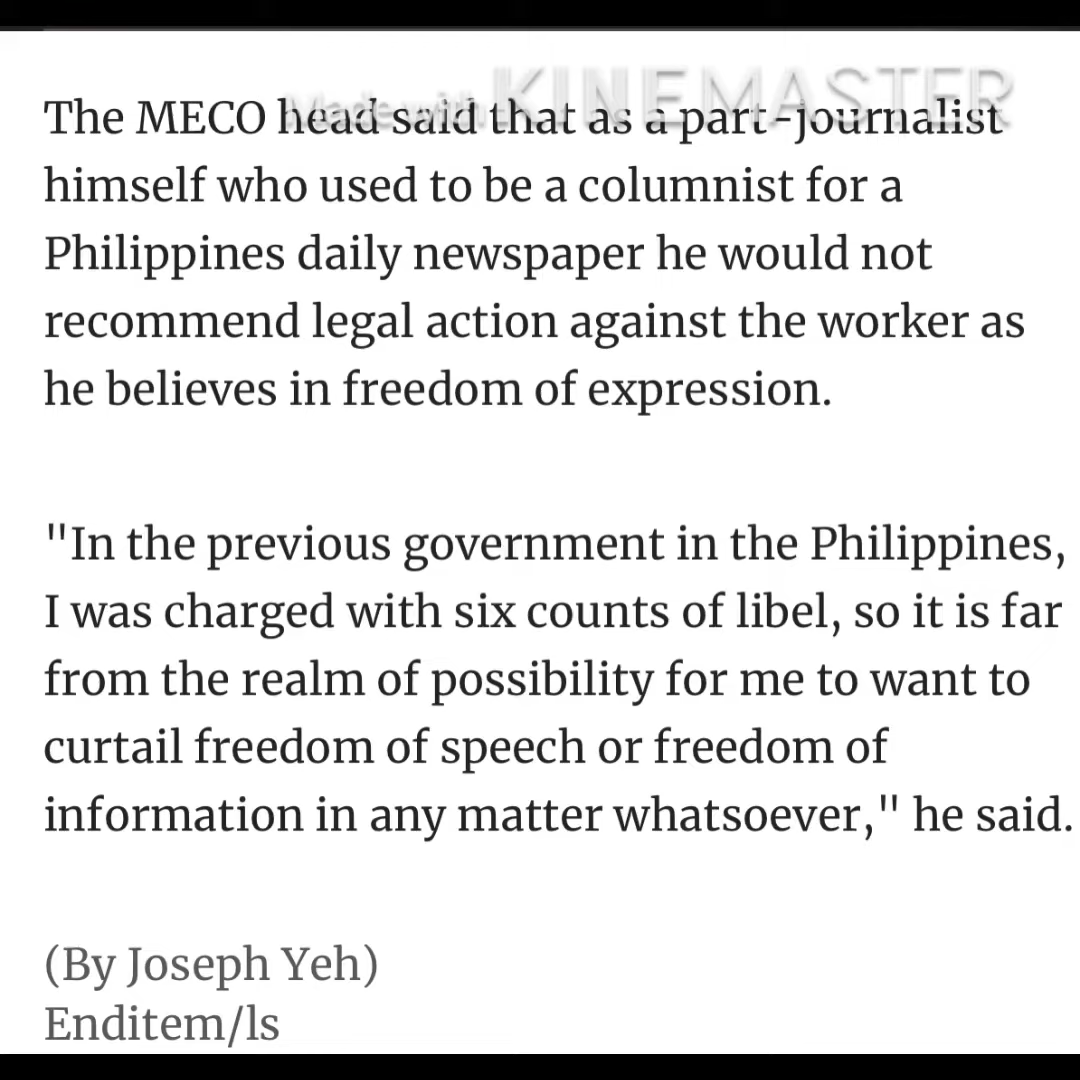 Made with KINEMASTER
The MECO head said that as a part-journalist
himself who used to be a columnist for a
Philippines daily newspaper he would not
recommend legal action against the worker as
he believes in freedom of expression.
"In the previous government in the Philippines,
I was charged with six counts of libel, so it is far
from the realm of possibility for me to want to
curtail freedom of speech or freedom of
information in any matter whatsoever," he said.
(By Joseph Yeh)
Enditem/ls